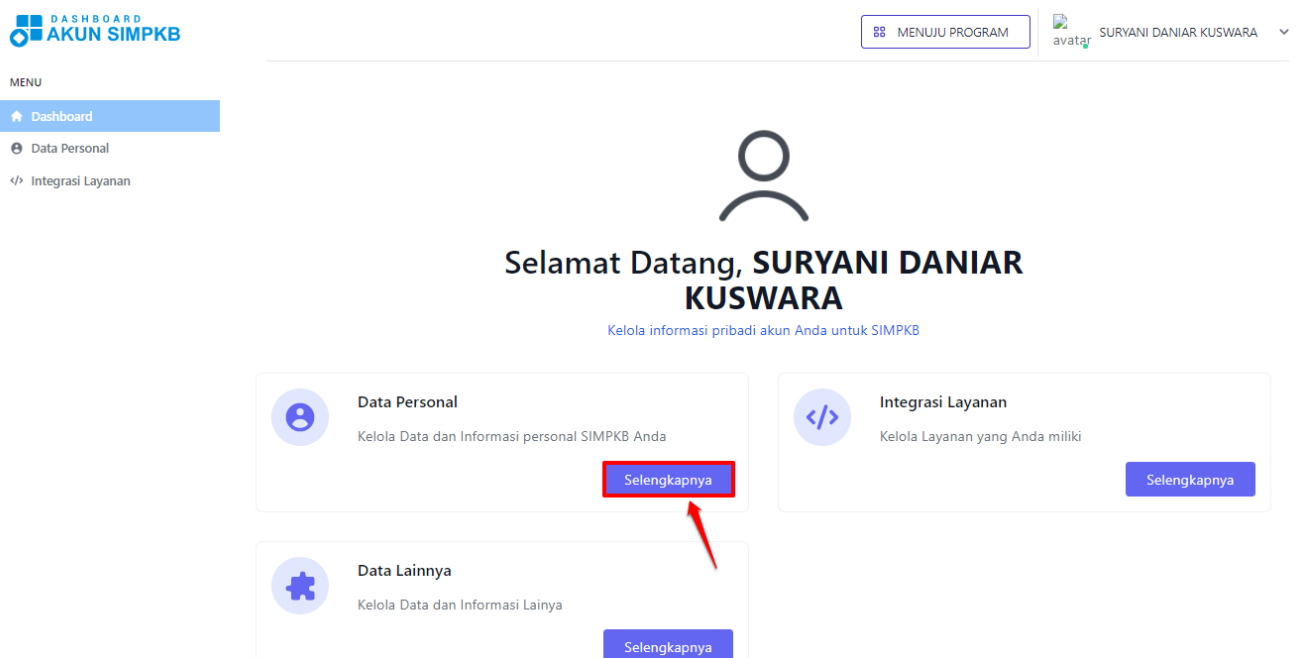 DASHBOARD
AKUN SIMPKB
MENUJU PROGRAM
avatar
SURYANI DANIAR KUSWARA
MENU
Dashboard
Data Personal
Integrasi Layanan
Selamat Datang, SURYANI DANIAR
KUSWARA
Kelola informasi pribadi akun Anda untuk SIMPKB
Data Personal
Kelola Data dan Informasi personal SIMPKB Anda
Selengkapnya
Integrasi Layanan
Kelola Layanan yang Anda miliki
Selengkapnya
Data Lainnya
Kelola Data dan Informasi Lainya
Selengkapnya